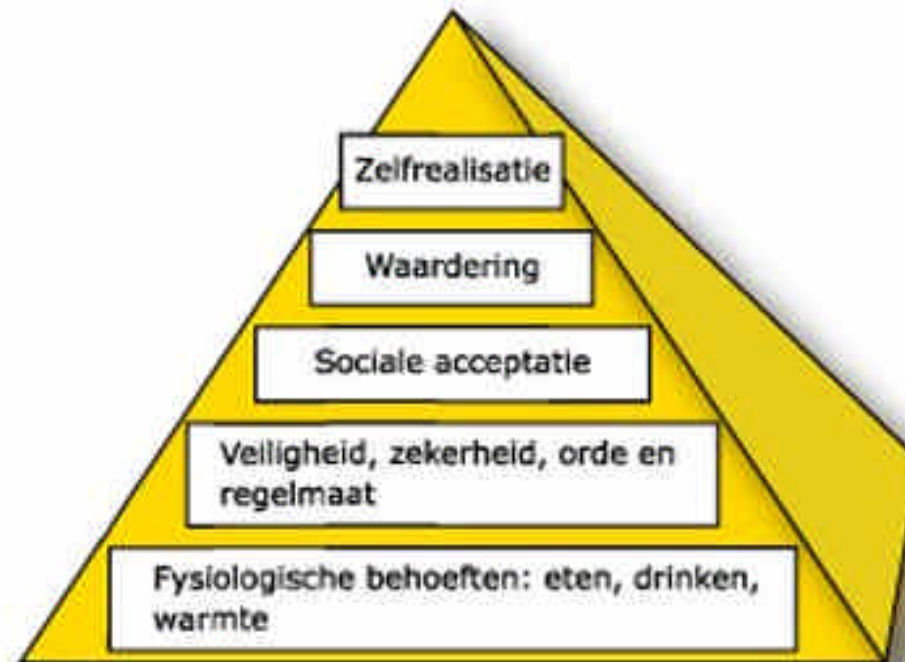 Zelfrealisatie
Waardering
Sociale acceptatie
Veiligheid, zekerheid, orde en
regelmaat
Fysiologische behoeften: eten, drinken,
warmte